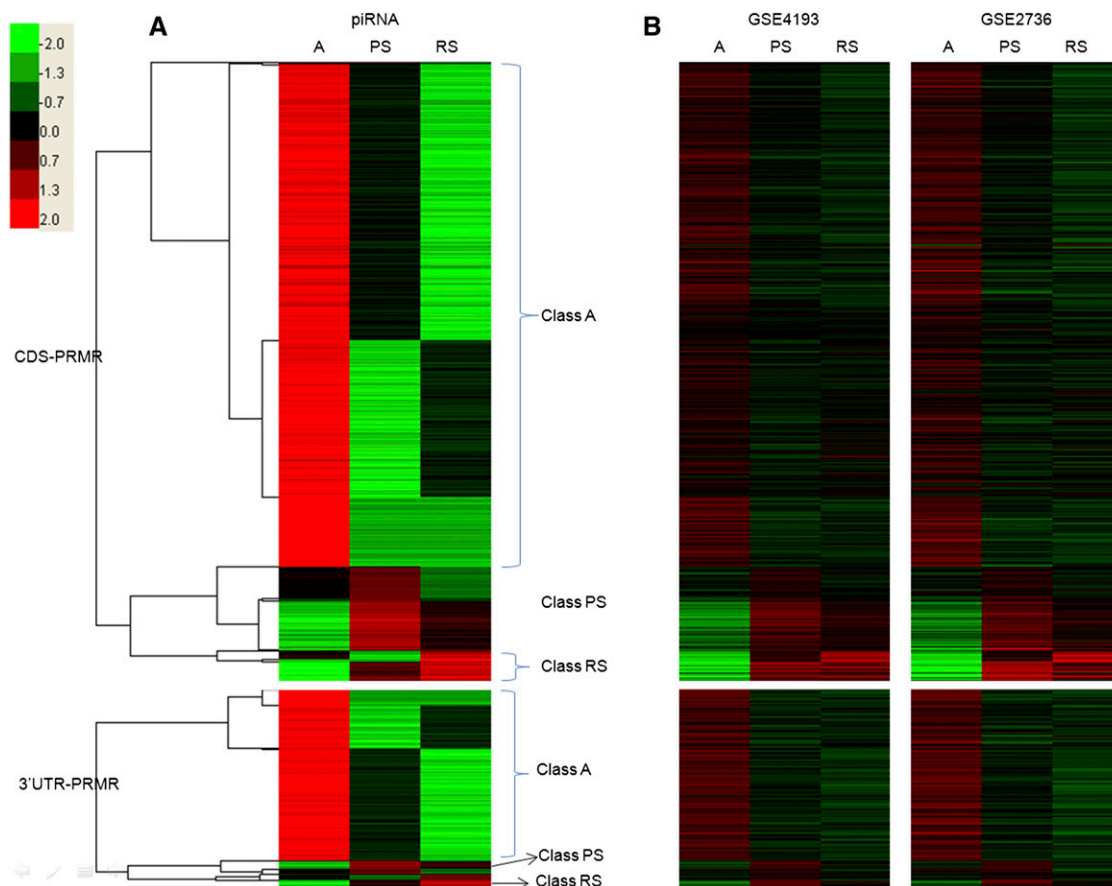 A
piRNA
A PS RS
B
GSE4193
A PS RS
GSE2736
A PS RS
-2.0
-1.3
-0.7
0.0
0.7
1.3
2.0
CDS-PRMR
Class A
Class PS
Class RS
3'UTR-PRMR
Class A
Class PS
Class RS